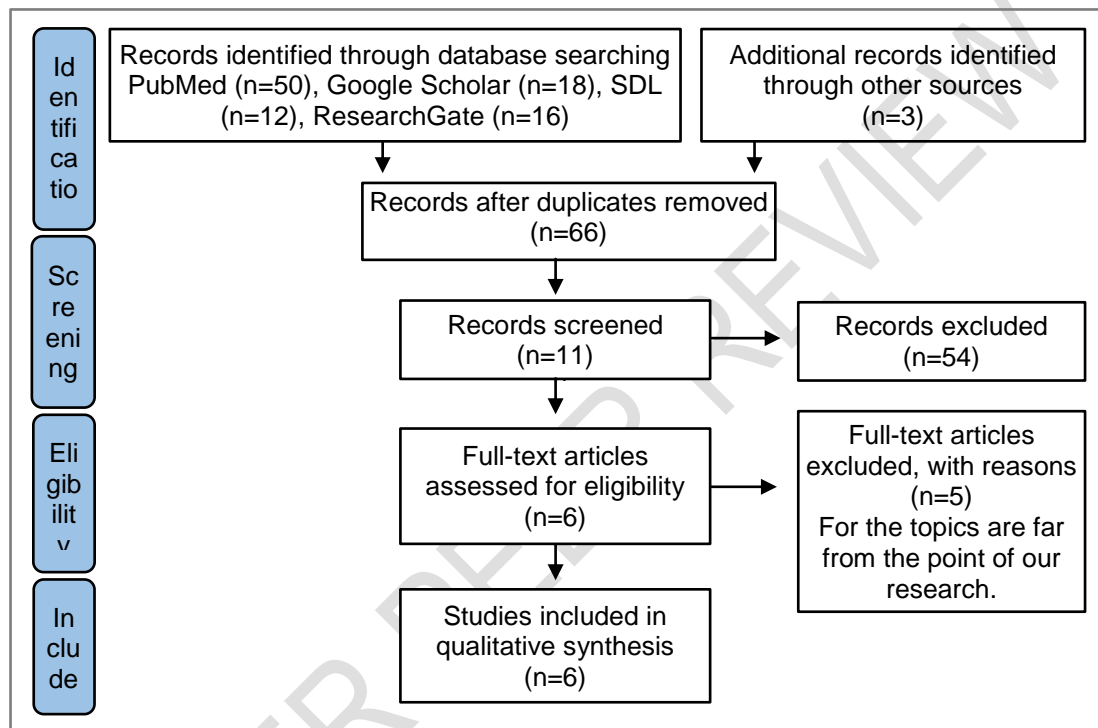 Id
en
tifi
ca
tio
Records identified through database searching
PubMed (n=50), Google Scholar (n=18), SDL
(n=12), ResearchGate (n=16)
Additional records identified
through other sources
(n=3)
Records after duplicates removed
(n=66)
Sc
re
eni
ng
Records screened
(n=11)
Records excluded
(n=54)
Eli
gib
ilit
y
Full-text articles
assessed for eligibility
(n=6)
Full-text articles
excluded, with reasons
(n=5)
For the topics are far
from the point of our
research.
In
clu
de
Studies included in
qualitative synthesis
(n=6)
ER PEER REVIEW